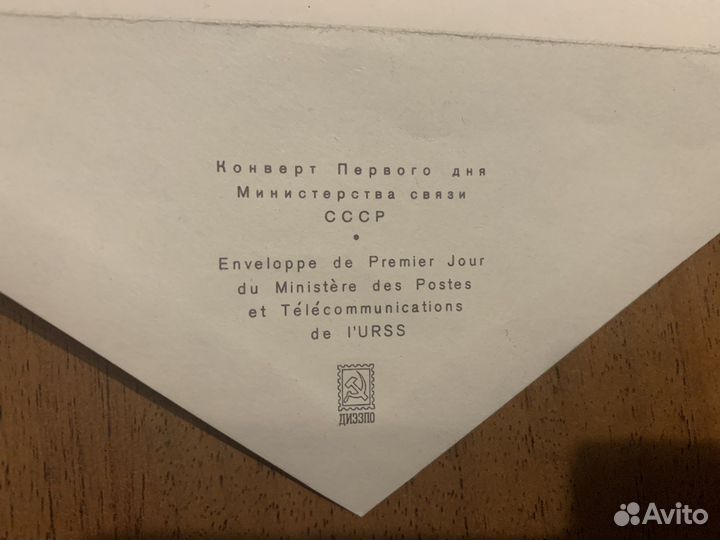 Конверт Первого дня
Министерства связи
СССР
•
Enveloppe de Premier Jour
du Ministère des Postes
et Télécommunications
de l'URSS
ДИЭЗПО
Avito